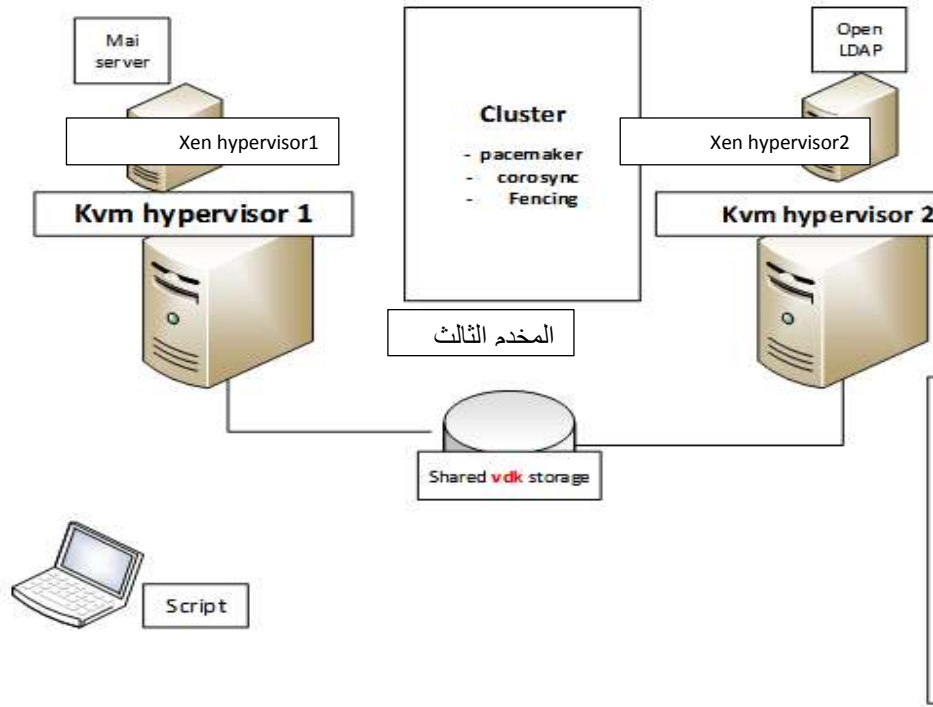 Mai
server
Open
LDAP
Xen hypervisor1
Xen hypervisor2
Cluster
- pacemaker
- corosync
- Fencing
Kvm hypervisor 1
Kvm hypervisor 2
المخدم الثالث
Shared vdk storage
Script